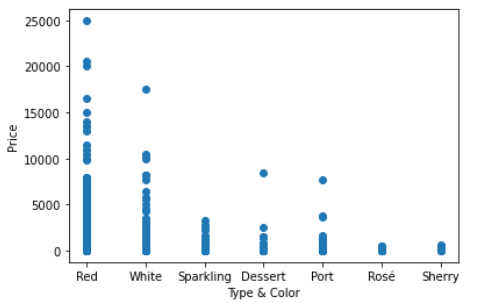 25000
20000
15000
10000
5000
0
Price
Red White Sparkling Dessert Port Rosé Sherry
Type & Color